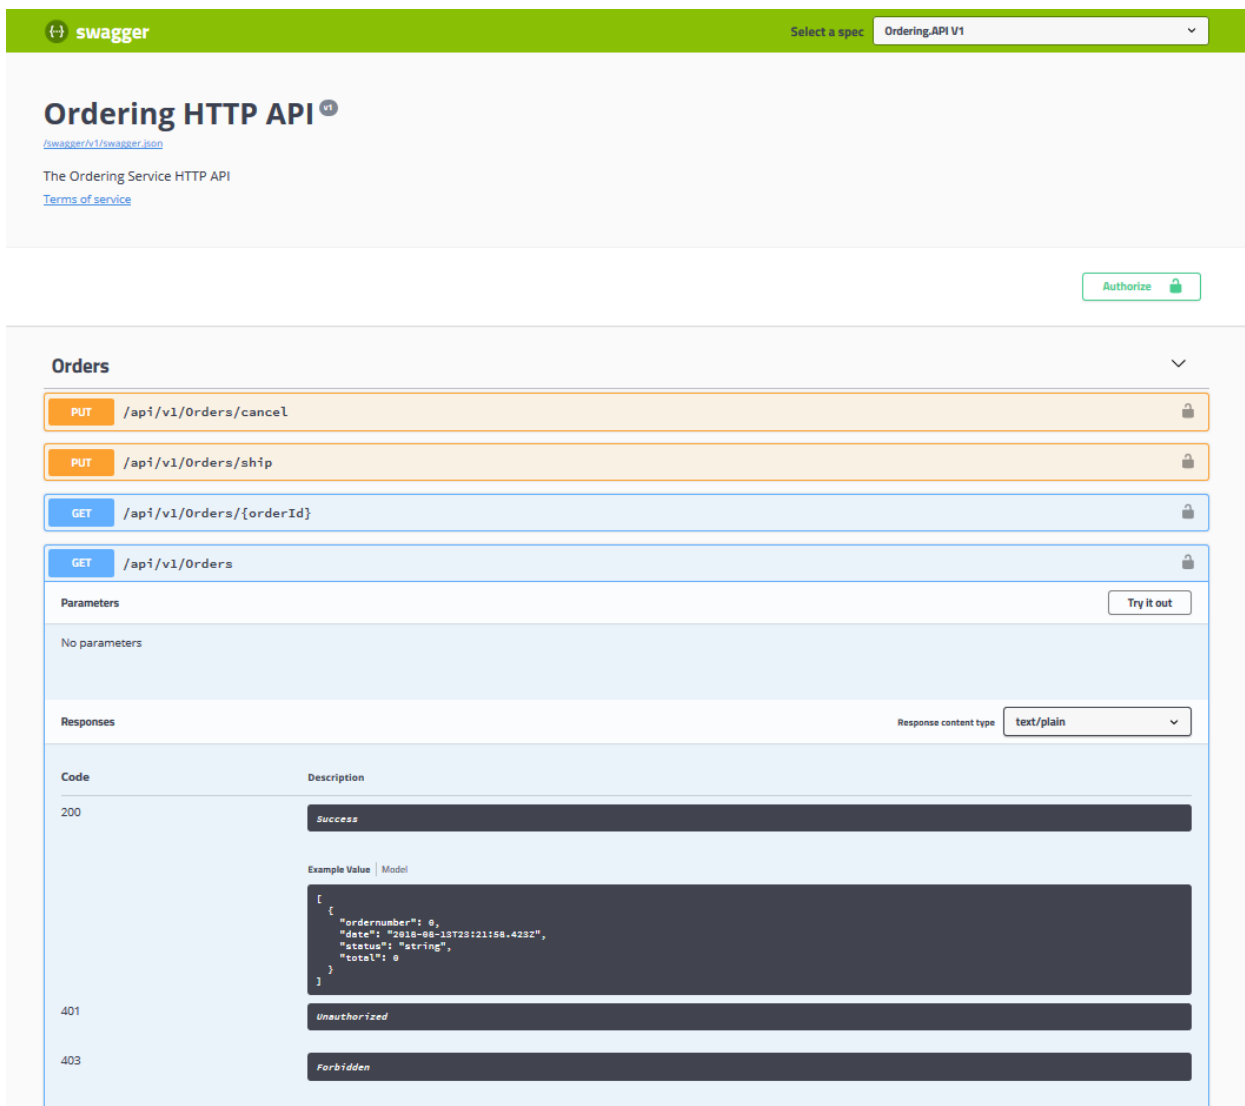 swagger
Select a spec Ordering.API V1
Ordering HTTP API v1
/swagger/v1/swagger.json
The Ordering Service HTTP API
Terms of service
Authorize
Orders
PUT /api/v1/Orders/cancel
PUT /api/v1/Orders/ship
GET /api/v1/Orders/{orderId}
GET /api/v1/Orders
Parameters Try it out
No parameters
Responses Response content type text/plain
Code Description
200 Success
Example Value Model
[
{
"ordernumber": 0,
"date": "2018-08-13T23:21:58.423Z",
"status": "string",
"total": 0
}
]
401 Unauthorized
403 Forbidden